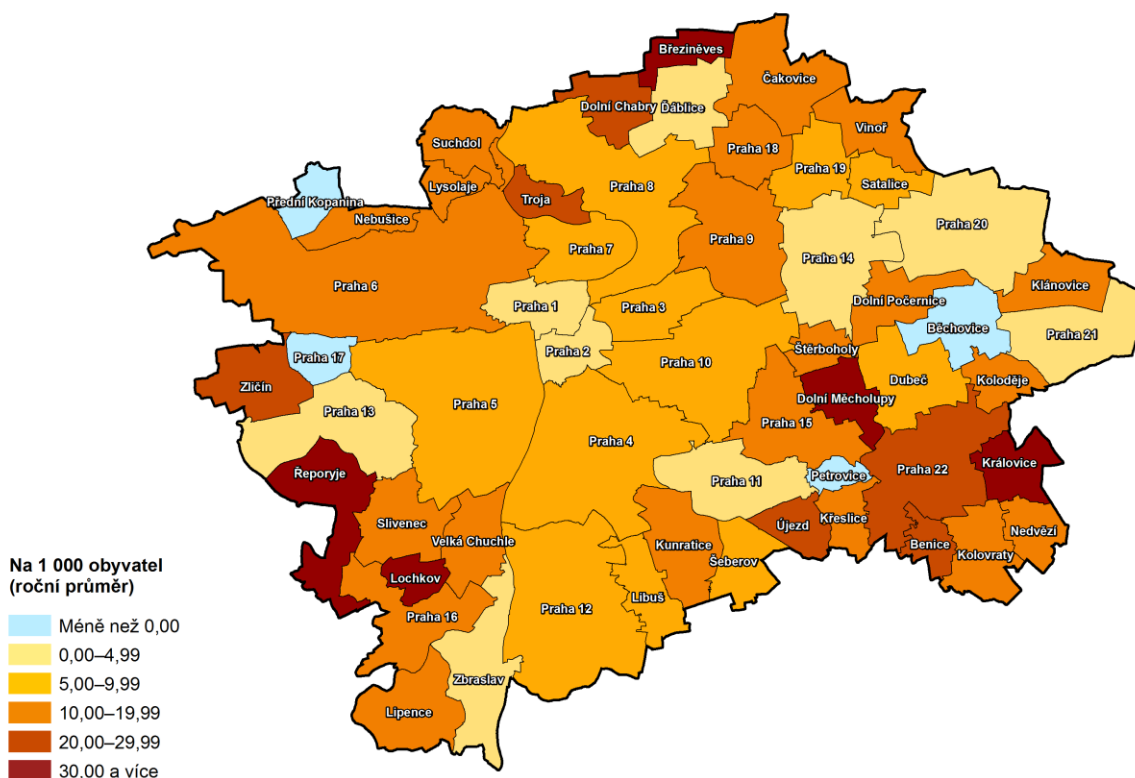 Březiněves
Čakovice
Dolní Chabry
Ďáblice
Vinoř
Suchdol
Praha 18
Praha 19
Lysolaje
Praha 8
Satalice
Troja
Přední Kopanina
Nebušice
Praha 20
Praha 7
Praha 9
Praha 14
Praha 6
Klánovice
Dolní Počernice
Praha 1
Praha 3
Běchovice
Praha 21
Štěrboholy
Praha 2
Praha 17
Praha 10
Zličín
Dubeč
Koloděje
Dolní Měcholupy
Praha 5
Praha 13
Praha 15
Praha 4
Řeporyje
Praha 11
Petrovice
Praha 22
Královice
Slivenec
Velká Chuchle
Újezd
Křeslice
Nedvězí
Kunratice
Benice
Kolovraty
Šeberov
Lochkov
Libuš
Praha 12
Praha 16
Zbraslav
Lipence
Na 1 000 obyvatel
(roční průměr)
Méně než 0,00
0,00–4,99
5,00–9,99
10,00–19,99
20,00–29,99
30,00 a více